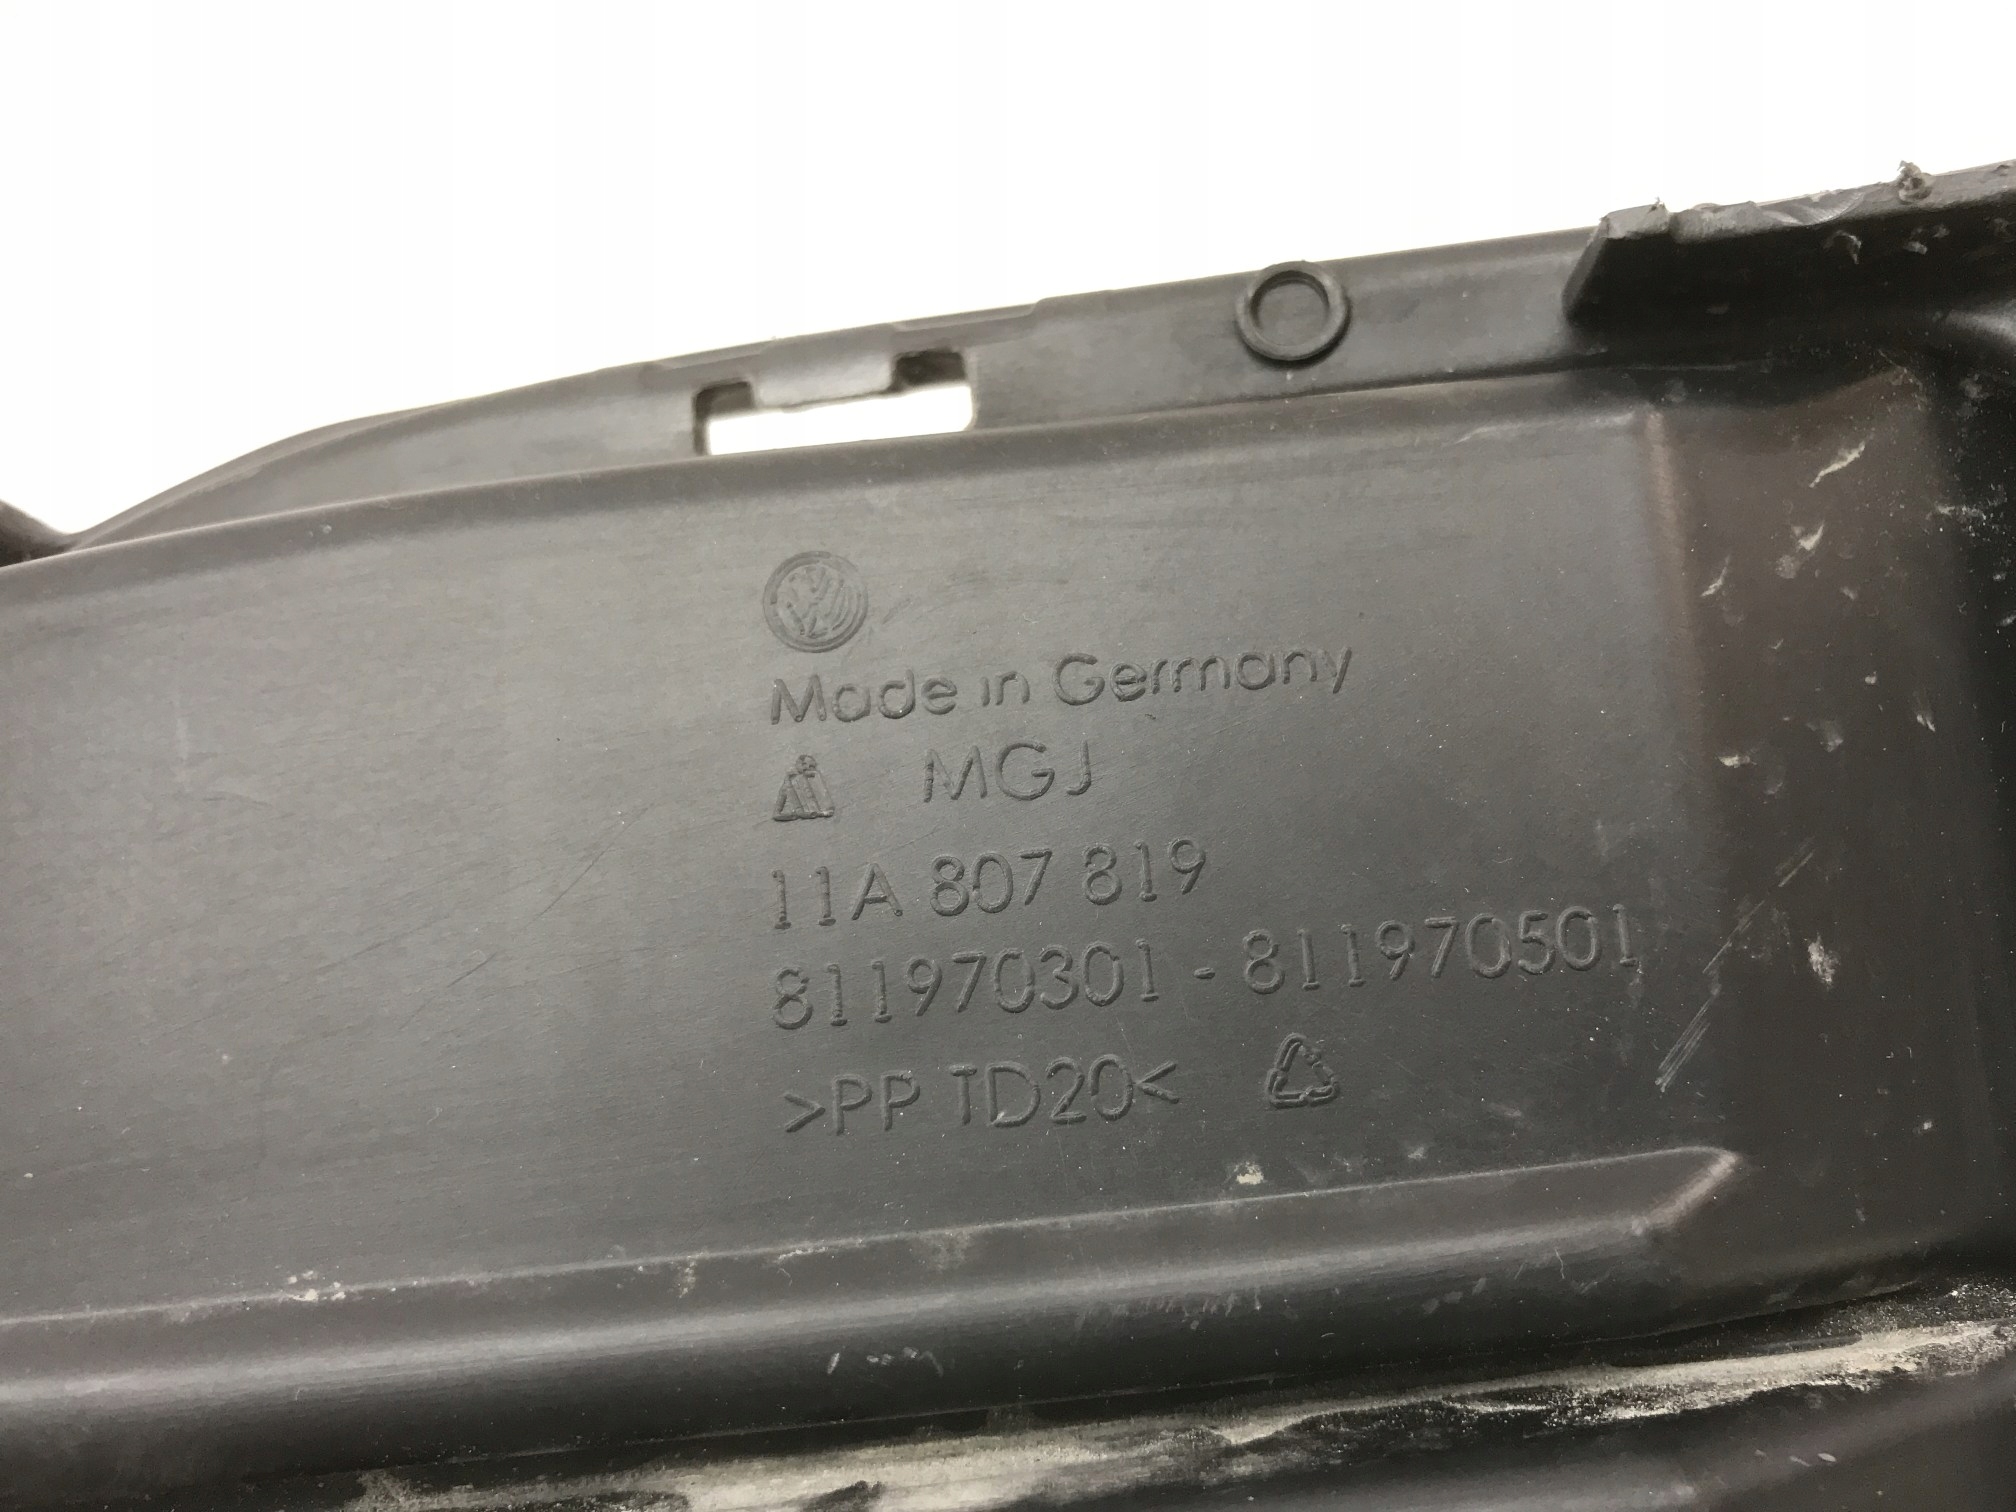 Made in Germany
MGJ
11A 807 819
811970301 - 811970501
>PP TD20<